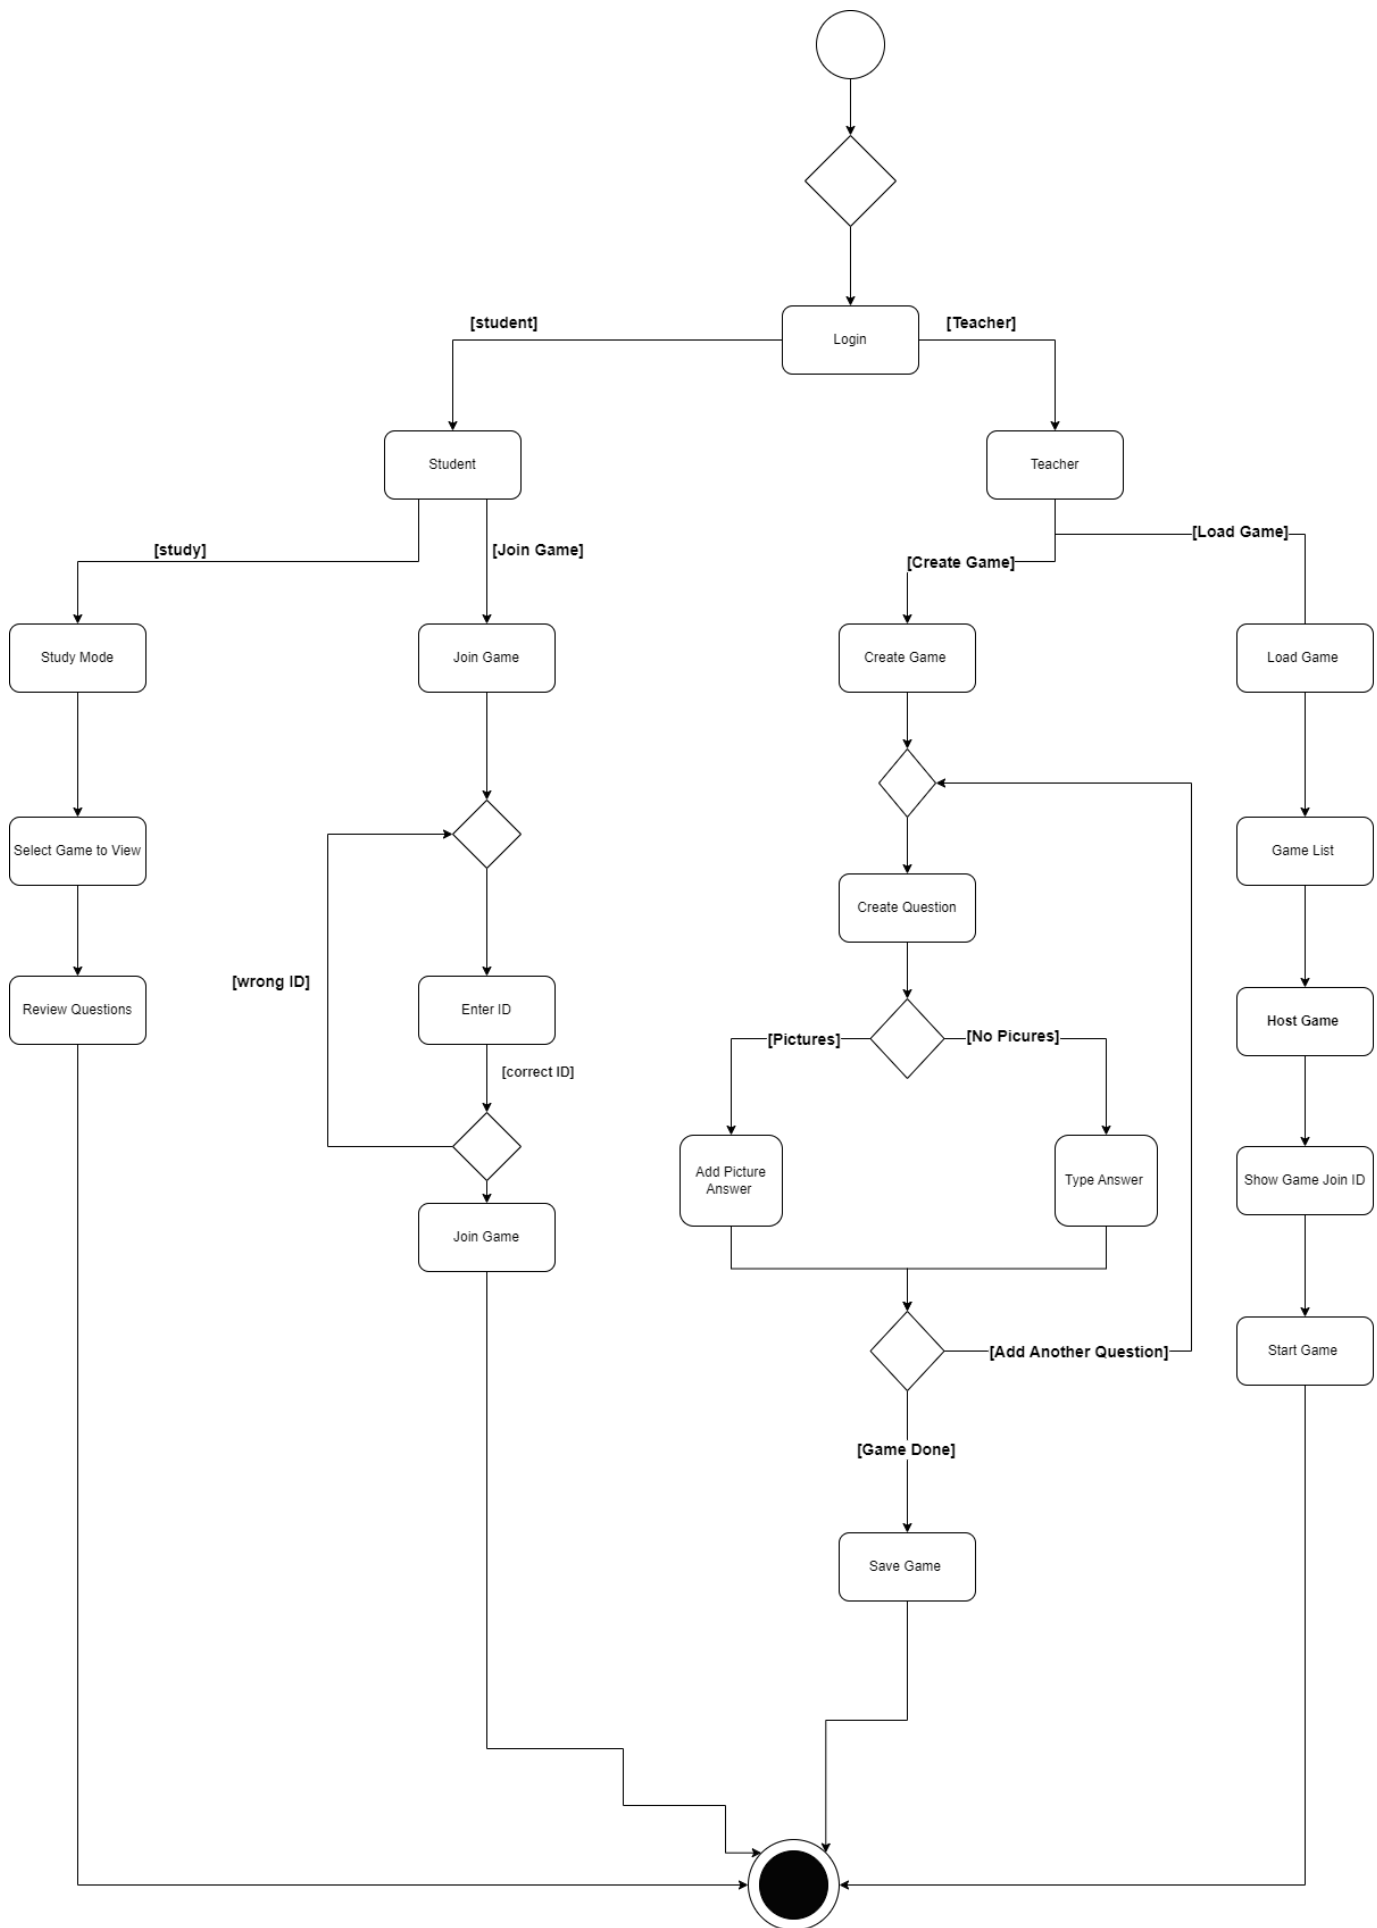 [student]
[Teacher]
Login
Student
Teacher
[study]
[Join Game]
[Load Game]
[Create Game]
Study Mode
Join Game
Create Game
Load Game
Select Game to View
Game List
Create Question
[wrong ID]
Review Questions
Enter ID
Host Game
[Pictures]
[No Picures]
[correct ID]
Add Picture
Answer
Type Answer
Show Game Join ID
Join Game
[Add Another Question]
Start Game
[Game Done]
Save Game